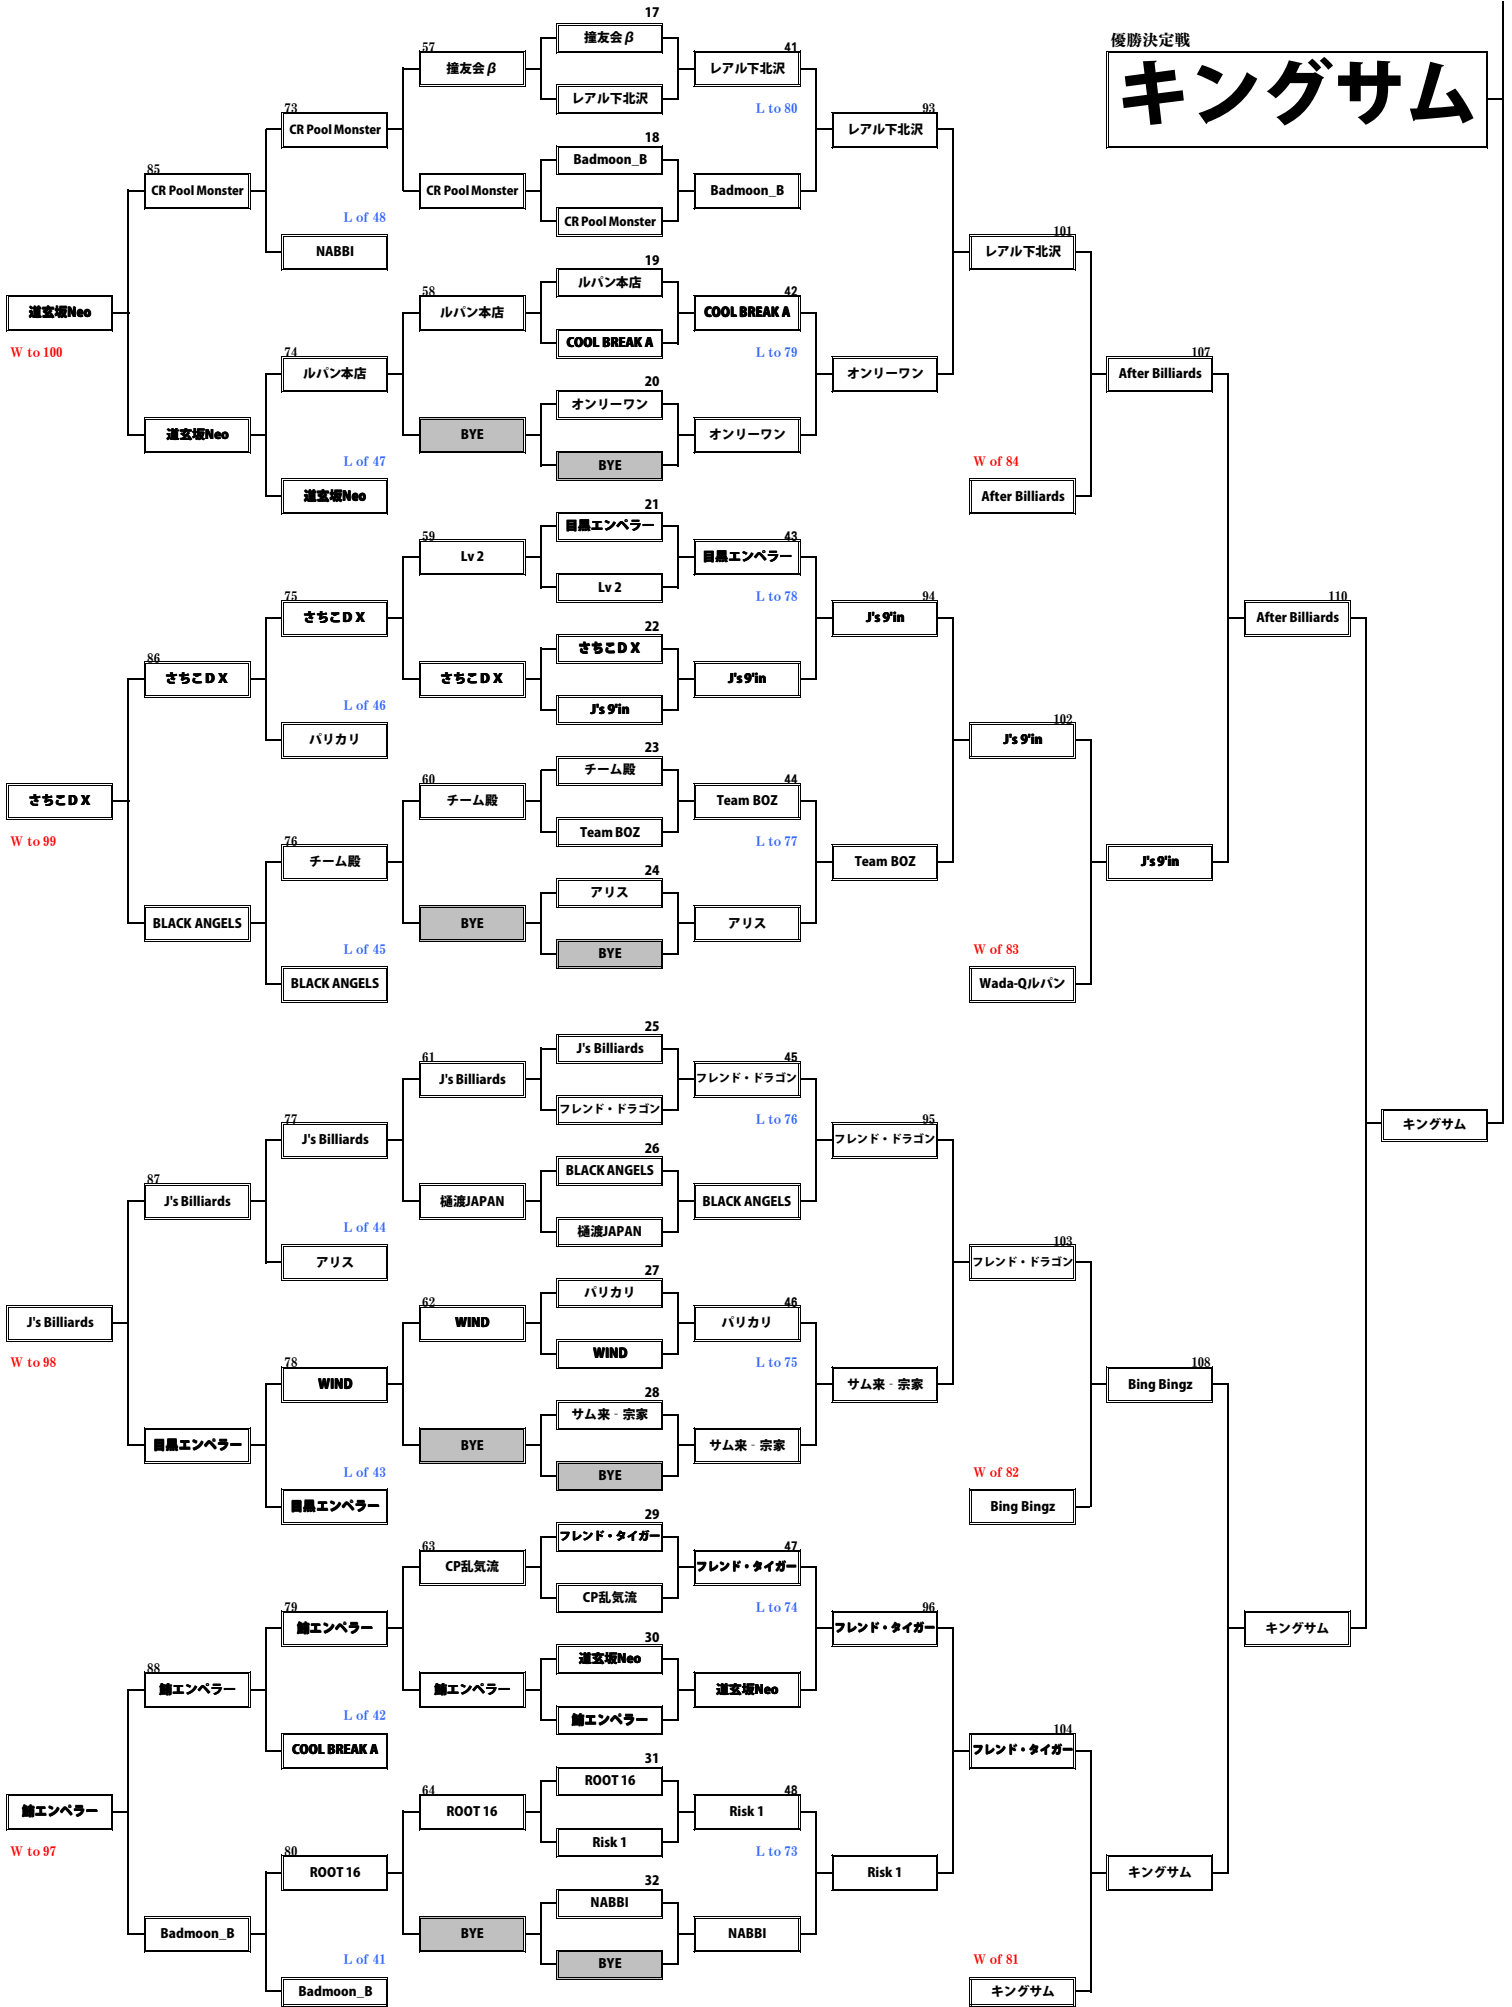 17
撞友会β
優勝決定戦
キングサム
57
撞友会β
41
レアル下北沢
レアル下北沢
L to 80
73
CR Pool Monster
93
レアル下北沢
18
Badmoon_B
85
CR Pool Monster
CR Pool Monster
Badmoon_B
L of 48
CR Pool Monster
101
レアル下北沢
NABBI
19
ルパン本店
58
ルパン本店
42
COOL BREAK A
道玄坂Neo
COOL BREAK A
W to 100
L to 79
74
ルパン本店
オンリーワン
107
After Billiards
20
オンリーワン
道玄坂Neo
BYE
オンリーワン
L of 47
BYE
W of 84
道玄坂Neo
After Billiards
21
目黒エンペラー
59
Lv 2
43
目黒エンペラー
Lv 2
L to 78
75
さちこＤＸ
94
J's 9'in
110
After Billiards
22
さちこＤＸ
86
さちこＤＸ
さちこＤＸ
J's 9'in
L of 46
J's 9'in
102
J's 9'in
パリカリ
23
チーム殿
60
チーム殿
44
Team BOZ
さちこＤＸ
Team BOZ
W to 99
L to 77
76
チーム殿
Team BOZ
J's 9'in
24
アリス
BLACK ANGELS
BYE
アリス
L of 45
BYE
W of 83
BLACK ANGELS
Wada-Qルパン
25
J's Billiards
61
J's Billiards
45
フレンド・ドラゴン
フレンド・ドラゴン
L to 76
77
J's Billiards
95
フレンド・ドラゴン
キングサム
26
BLACK ANGELS
87
J's Billiards
樋渡JAPAN
BLACK ANGELS
L of 44
樋渡JAPAN
103
フレンド・ドラゴン
アリス
27
パリカリ
62
WIND
46
パリカリ
J's Billiards
WIND
W to 98
L to 75
78
WIND
サム来‐宗家
108
Bing Bingz
28
サム来‐宗家
目黒エンペラー
BYE
サム来‐宗家
L of 43
BYE
W of 82
目黒エンペラー
Bing Bingz
29
フレンド・タイガー
63
CP乱気流
47
フレンド・タイガー
CP乱気流
L to 74
79
エンペラー
96
フレンド・タイガー
キングサム
30
道玄坂Neo
88
エンペラー
エンペラー
道玄坂Neo
L of 42
エンペラー
104
フレンド・タイガー
COOL BREAK A
31
ROOT 16
64
ROOT 16
48
Risk 1
エンペラー
Risk 1
W to 97
L to 73
80
ROOT 16
Risk 1
キングサム
32
NABBI
Badmoon_B
BYE
NABBI
L of 41
BYE
W of 81
Badmoon_B
キングサム